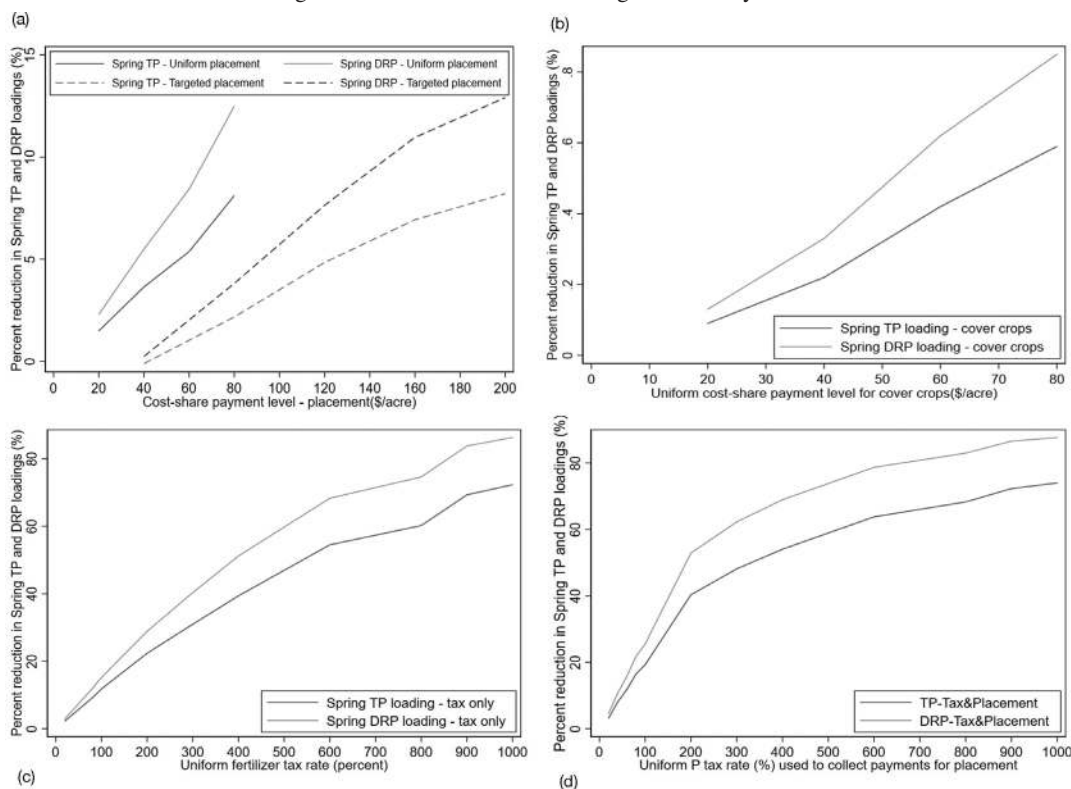 (a)
Percent reduction in Spring TP and DRP loadings (%)
15
10
5
0
Spring TP - Uniform placement
Spring DRP - Uniform placement
Spring TP - Targeted placement
Spring DRP - Targeted placement
20 40 60 80 100 120 140 160 180 200
Cost-share payment level - placement($/acre)
(b)
Percent reduction in Spring TP and DRP loadings (%)
.8
.6
.4
.2
0
Spring TP loading - cover crops
Spring DRP loading - cover crops
0 10 20 30 40 50 60 70 80
Uniform cost-share payment level for cover crops($/acre)
Percent reduction in Spring TP and DRP loadings (%)
80
60
40
20
0
Spring TP loading - tax only
Spring DRP loading - tax only
0 100 200 300 400 500 600 700 800 900 1000
Uniform fertilizer tax rate (percent)
(c)
Percent reduction in Spring TP and DRP loadings (%)
80
60
40
20
0
TP-Tax&Placement
DRP-Tax&Placement
0 100 200 300 400 500 600 700 800 900 1000
Uniform P tax rate (%) used to collect payments for placement
(d)